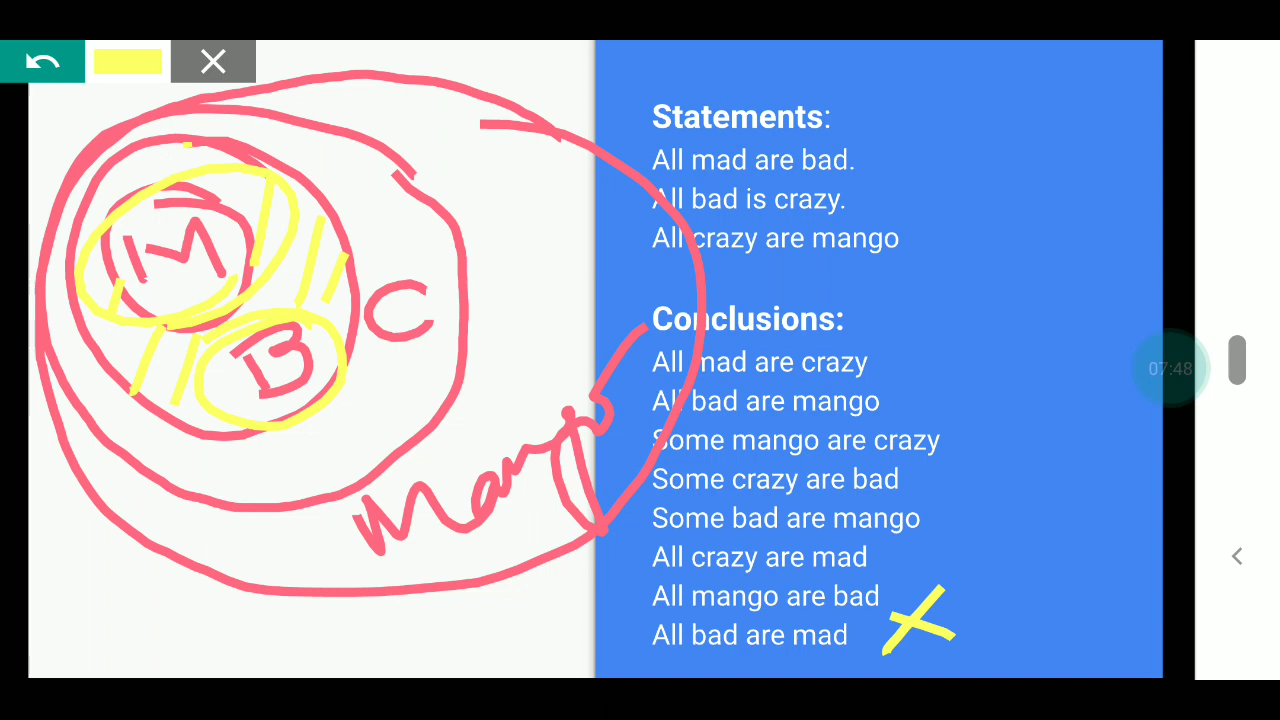 Statements:
All mad are bad.
All bad is crazy.
All crazy are mango
Conclusions:
All mad are crazy
All bad are mango
Some mango are crazy
Some crazy are bad
Some bad are mango
All crazy are mad
All mango are bad
All bad are mad
M
B
C
Mango
07:48